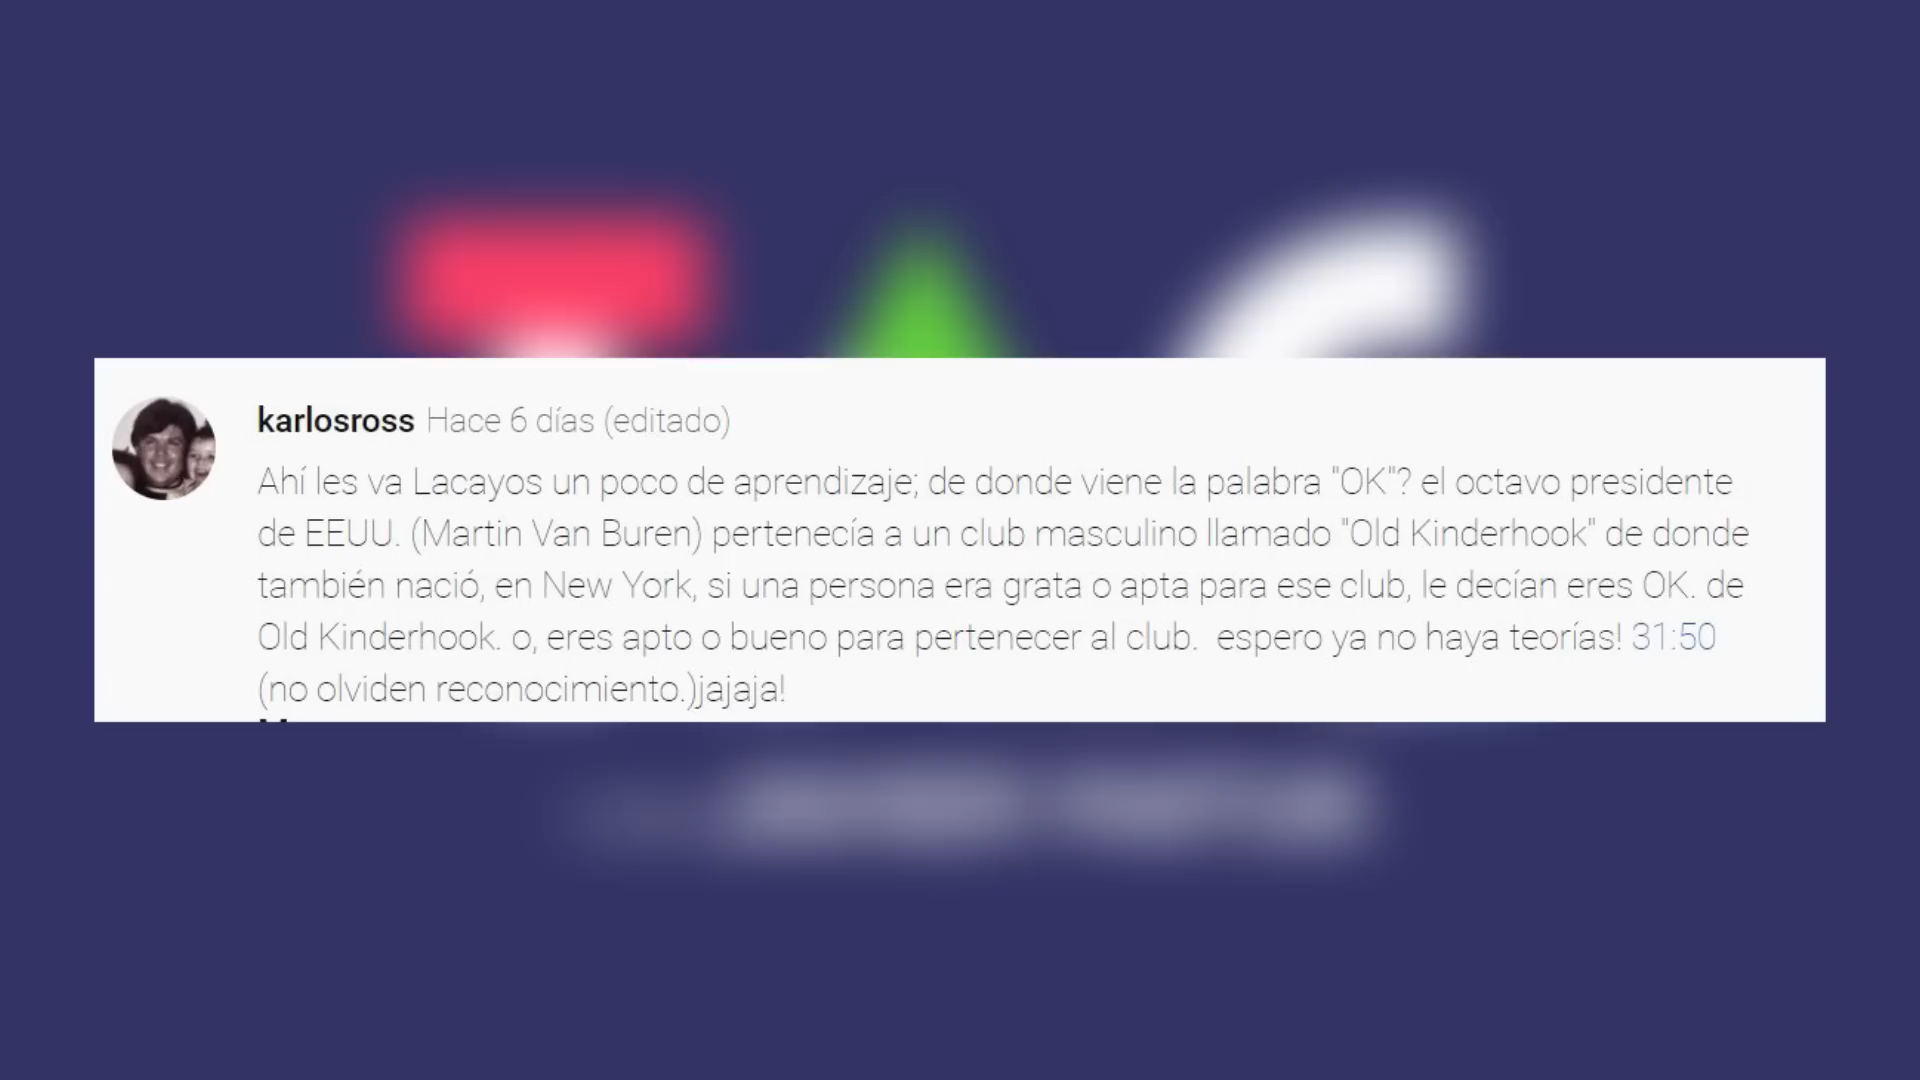 karlosross Hace 6 días (editado)
Ahí les va Lacayos un poco de aprendizaje; de donde viene la palabra "OK"? el octavo presidente
de EEUU. (Martin Van Buren) pertenecía a un club masculino llamado "Old Kinderhook" de donde
también nació, en New York, si una persona era grata o apta para ese club, le decían eres OK. de
Old Kinderhook. o, eres apto o bueno para pertenecer al club.  espero ya no haya teorías! 31:50
(no olviden reconocimiento.)jajaja!